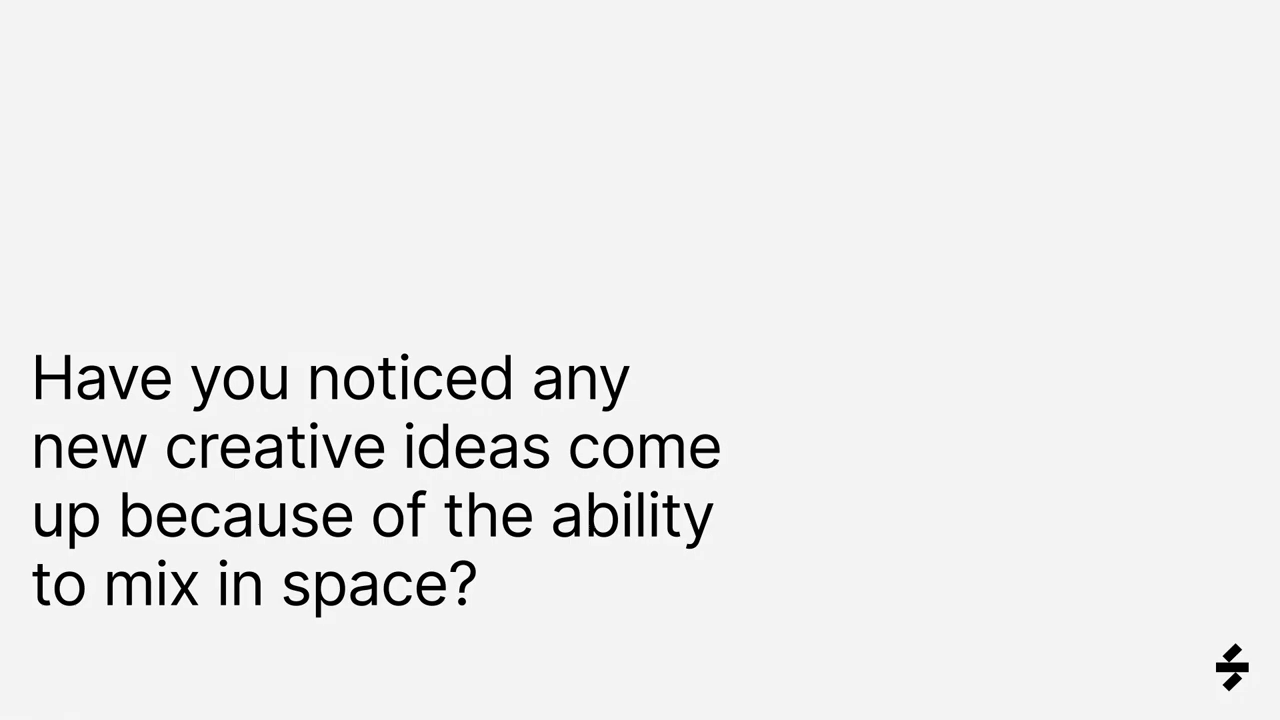 Have you noticed any
new creative ideas come
up because of the ability
to mix in space?